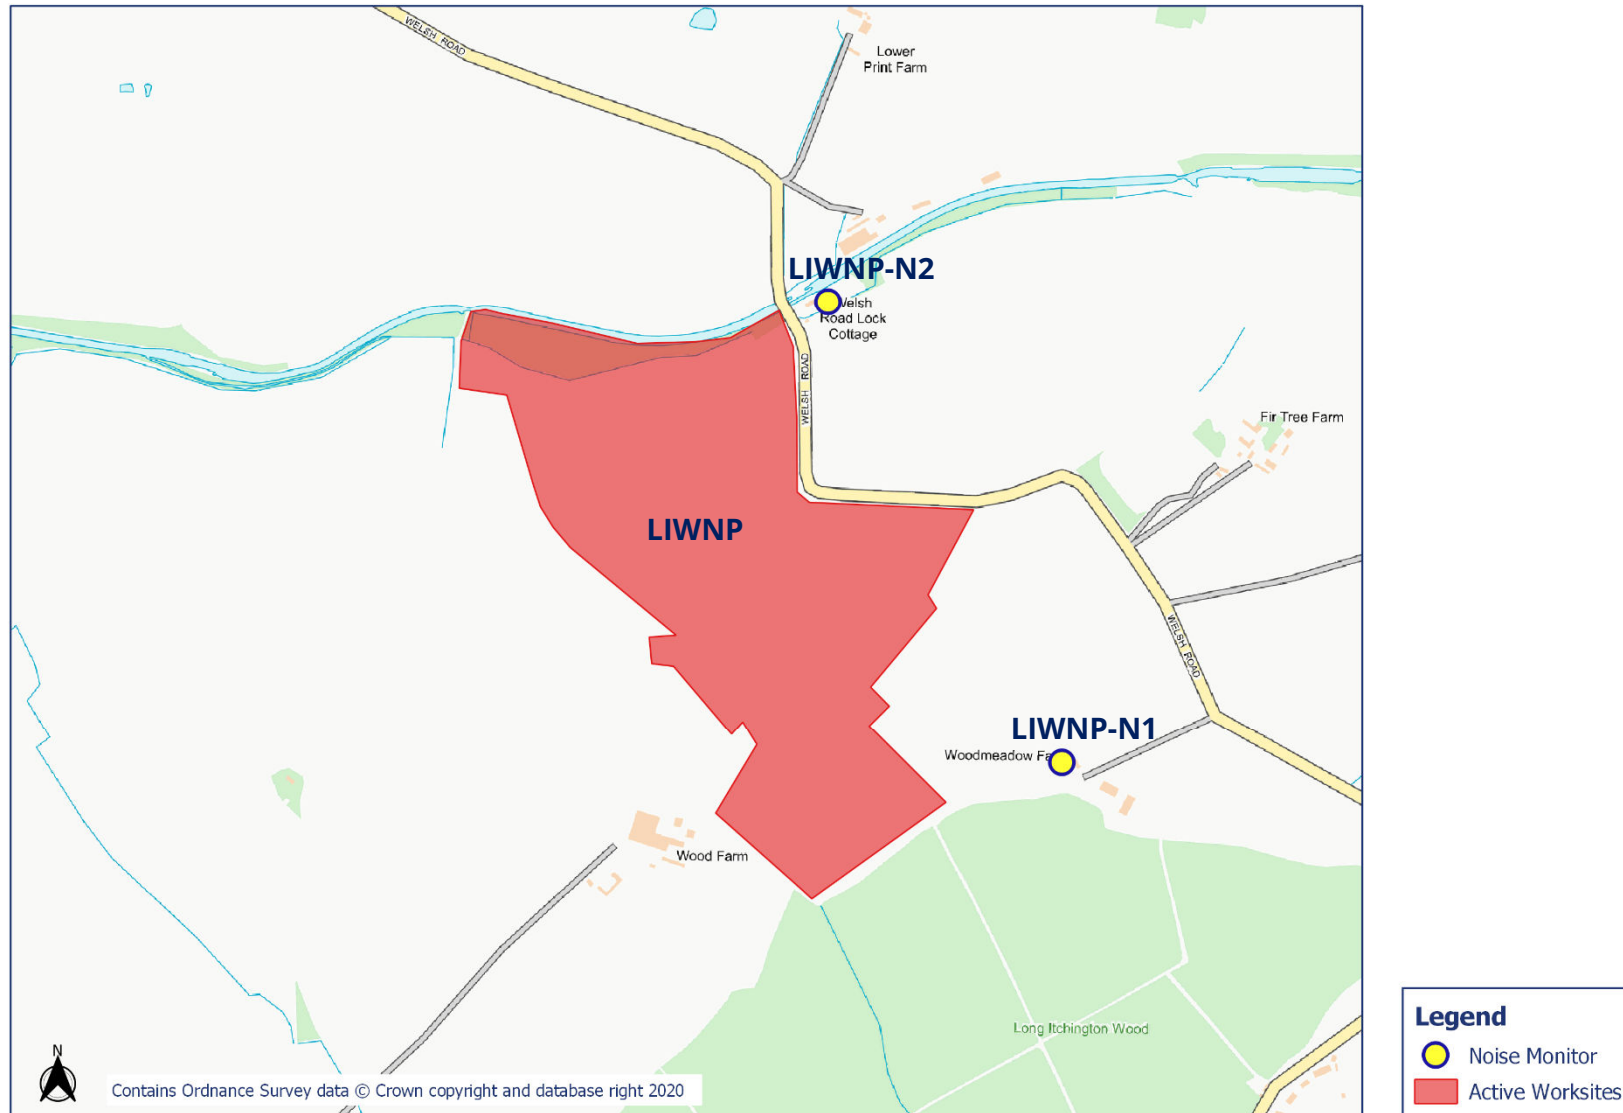 WELSH ROAD
Lower
Print Farm
LIWNP-N2
Welsh
Road Lock
Cottage
WELSH ROAD
Fir Tree Farm
LIWNP
WELSH ROAD
LIWNP-N1
Woodmeadow Fa
Wood Farm
Long Itchington Wood
N
Contains Ordnance Survey data © Crown copyright and database right 2020
Legend
Noise Monitor
Active Worksites